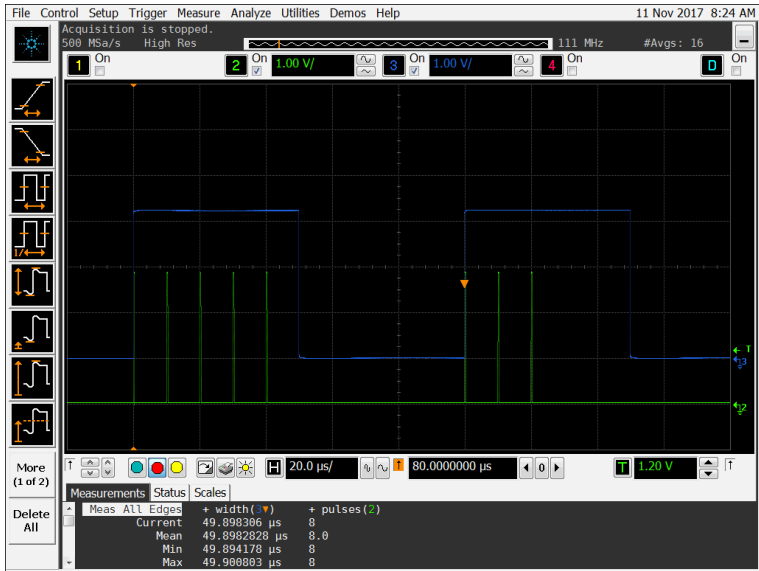 File Control Setup Trigger Measure Analyze Utilities Demos Help 11 Nov 2017 8:24 AM
Acquisition is stopped.
500 MSa/s High Res 111 MHz #Avgs: 16
1 On 2 On 1.00 V/ 3 On 1.00 V/ 4 On D On
1/
1
3
2
More
(1 of 2)
Delete
All
H 20.0 µs/ 80.0000000 µs 0 T 1.20 V
Measurements Status Scales
Meas All Edges + width(3▼) + pulses(2)
Current 49.898306 µs 8
Mean 49.8982828 µs 8.0
Min 49.894178 µs 8
Max 49.900803 µs 8